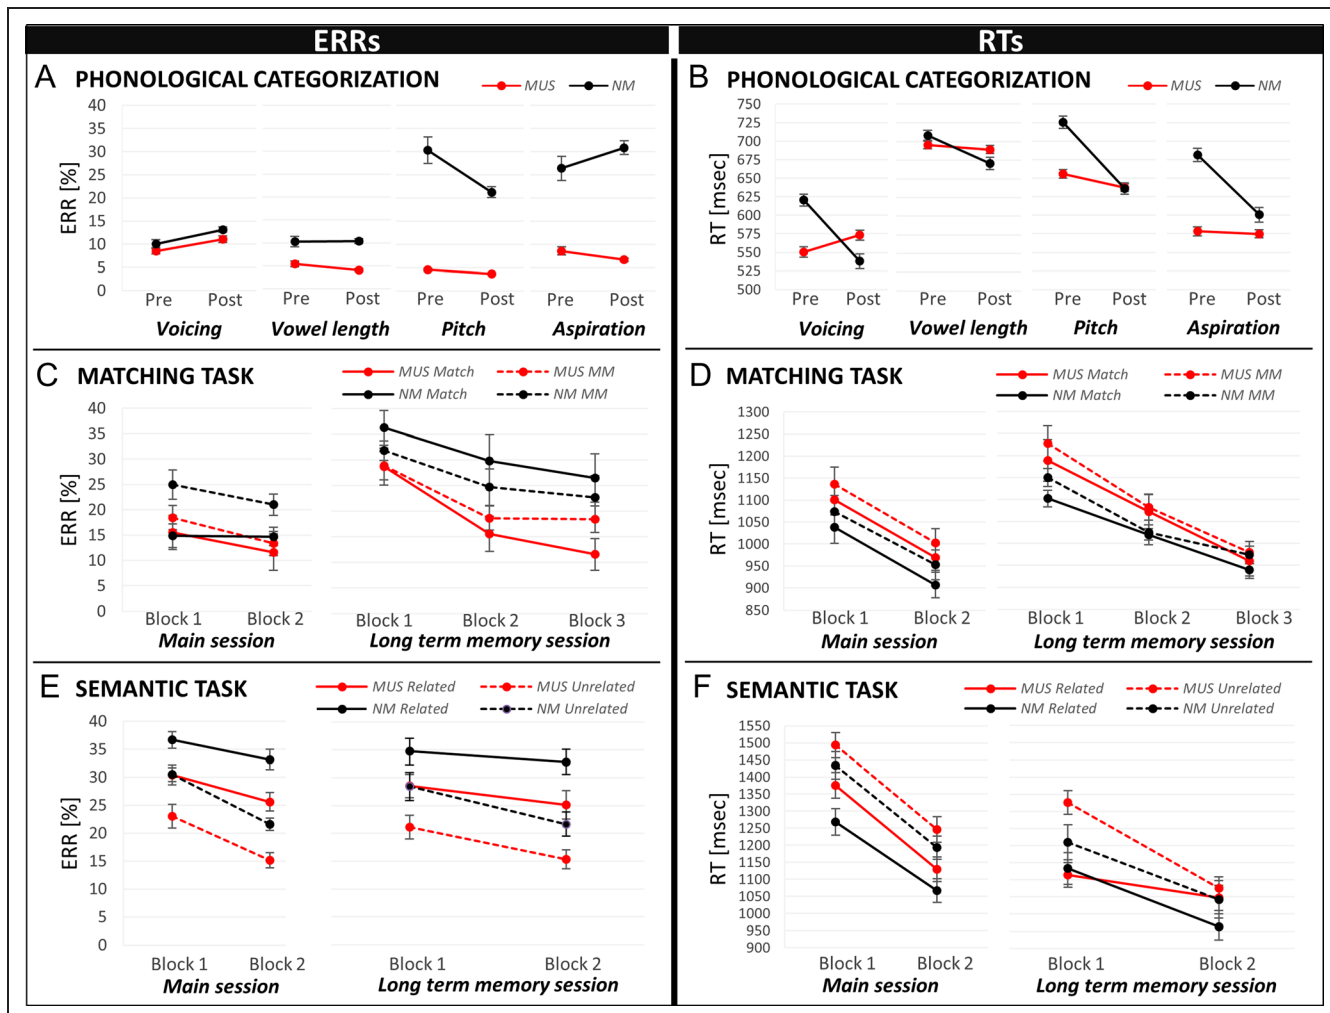 ERRs
RTs
A PHONOLOGICAL CATEGORIZATION
MUS NM
40
35
30
25
20
15
10
5
0
ERR [%]
Pre Post Pre Post Pre Post Pre Post
Voicing Vowel length Pitch Aspiration
B PHONOLOGICAL CATEGORIZATION
MUS NM
750
725
700
675
650
625
600
575
550
525
500
RT [msec]
Pre Post Pre Post Pre Post Pre Post
Voicing Vowel length Pitch Aspiration
C MATCHING TASK
MUS Match MUS MM
NM Match NM MM
40
35
30
25
20
15
10
5
0
ERR [%]
Block 1 Block 2 Block 1 Block 2 Block 3
Main session Long term memory session
D MATCHING TASK
MUS Match MUS MM
NM Match NM MM
1300
1250
1200
1150
1100
1050
1000
950
900
850
RT [msec]
Block 1 Block 2 Block 1 Block 2 Block 3
Main session Long term memory session
E SEMANTIC TASK
MUS Related MUS Unrelated
NM Related NM Unrelated
40
35
30
25
20
15
10
5
0
ERR [%]
Block 1 Block 2 Block 1 Block 2
Main session Long term memory session
F SEMANTIC TASK
MUS Related MUS Unrelated
NM Related NM Unrelated
1550
1500
1450
1400
1350
1300
1250
1200
1150
1100
1050
1000
950
900
RT [msec]
Block 1 Block 2 Block 1 Block 2
Main session Long term memory session